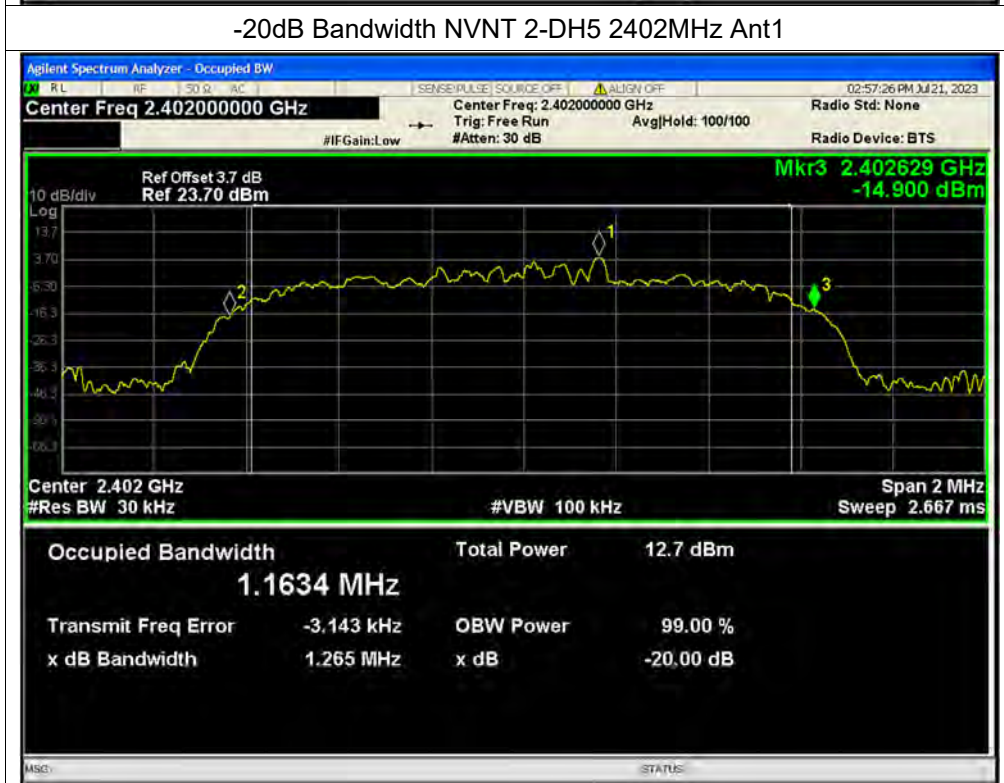 -20dB Bandwidth NVNT 2-DH5 2402MHz Ant1
Agilent Spectrum Analyzer - Occupied BW
RL RF 50 Ω AC SENSE:PULSE SOURCE OFF ALIGN OFF 02:57:26 PM Jul 21, 2023
Center Freq 2.402000000 GHz Center Freq: 2.402000000 GHz Radio Std: None
Trig: Free Run Avg|Hold: 100/100
#IFGain:Low #Atten: 30 dB Radio Device: BTS
Ref Offset 3.7 dB Mkr3 2.402629 GHz
10 dB/div Ref 23.70 dBm -14.900 dBm
Log
13.7
1
3.70
-6.30
2
3
-16.3
-26.3
-36.3
-46.3
Center 2.402 GHz Span 2 MHz
#Res BW 30 kHz #VBW 100 kHz Sweep 2.667 ms
Occupied Bandwidth Total Power 12.7 dBm
1.1634 MHz
Transmit Freq Error -3.143 kHz OBW Power 99.00 %
x dB Bandwidth 1.265 MHz x dB -20.00 dB
MSG STATUS